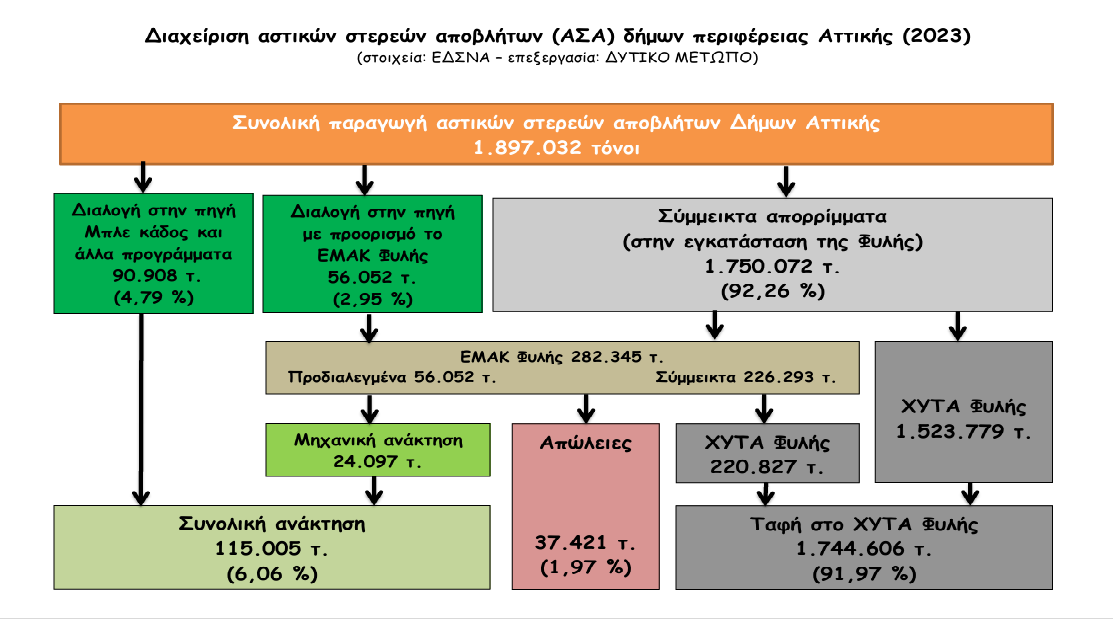 Διαχείριση αστικών στερεών αποβλήτων (ΑΣΑ) δήμων περιφέρειας Αττικής (2023)
(στοιχεία: ΕΔΣΝΑ – επεξεργασία: ΔΥΤΙΚΟ ΜΕΤΩΠΟ)
Συνολική παραγωγή αστικών στερεών αποβλήτων Δήμων Αττικής
1.897.032 τόνοι
Διαλογή στην πηγή
Μπλε κάδος και
άλλα προγράμματα
90.908 τ.
(4,79 %)
Διαλογή στην πηγή
με προορισμό το
ΕΜΑΚ Φυλής
56.052 τ.
(2,95 %)
Σύμμεικτα απορρίμματα
(στην εγκατάσταση της Φυλής)
1.750.072 τ.
(92,26 %)
ΕΜΑΚ Φυλής 282.345 τ.
Προδιαλεγμένα 56.052 τ. Σύμμεικτα 226.293 τ.
ΧΥΤΑ Φυλής
1.523.779 τ.
Μηχανική ανάκτηση
24.097 τ.
Απώλειες
37.421 τ.
(1,97 %)
ΧΥΤΑ Φυλής
220.827 τ.
Συνολική ανάκτηση
115.005 τ.
(6,06 %)
Ταφή στο ΧΥΤΑ Φυλής
1.744.606 τ.
(91,97 %)